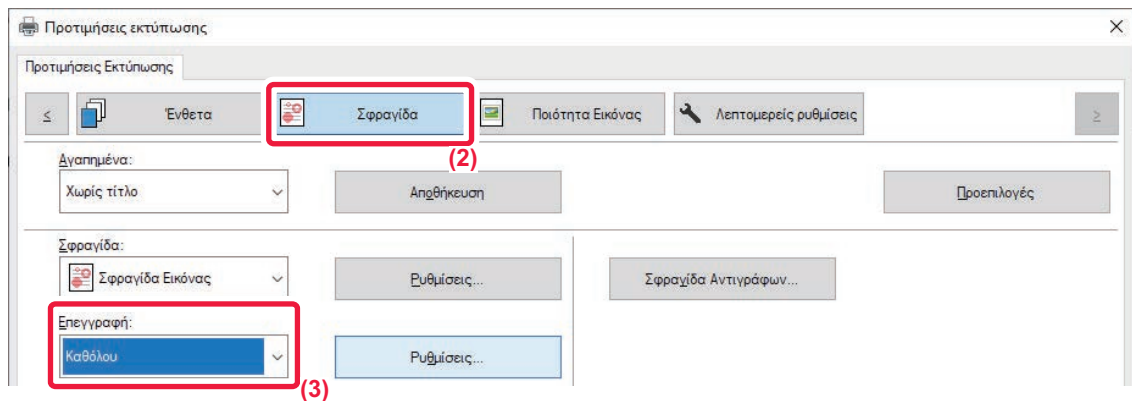 Προτιμήσεις εκτύπωσης
Προτιμήσεις Εκτύπωσης
< Ένθετα Σφραγίδα Ποιότητα Εικόνας Λεπτομερείς ρυθμίσεις >
(2)
Αγαπημένα:
Χωρίς τίτλο Αποθήκευση Προεπιλογές
Σφραγίδα:
Σφραγίδα Εικόνας Ρυθμίσεις... Σφραγίδα Αντιγράφων...
Επεγγραφή:
Καθόλου Ρυθμίσεις...
(3)